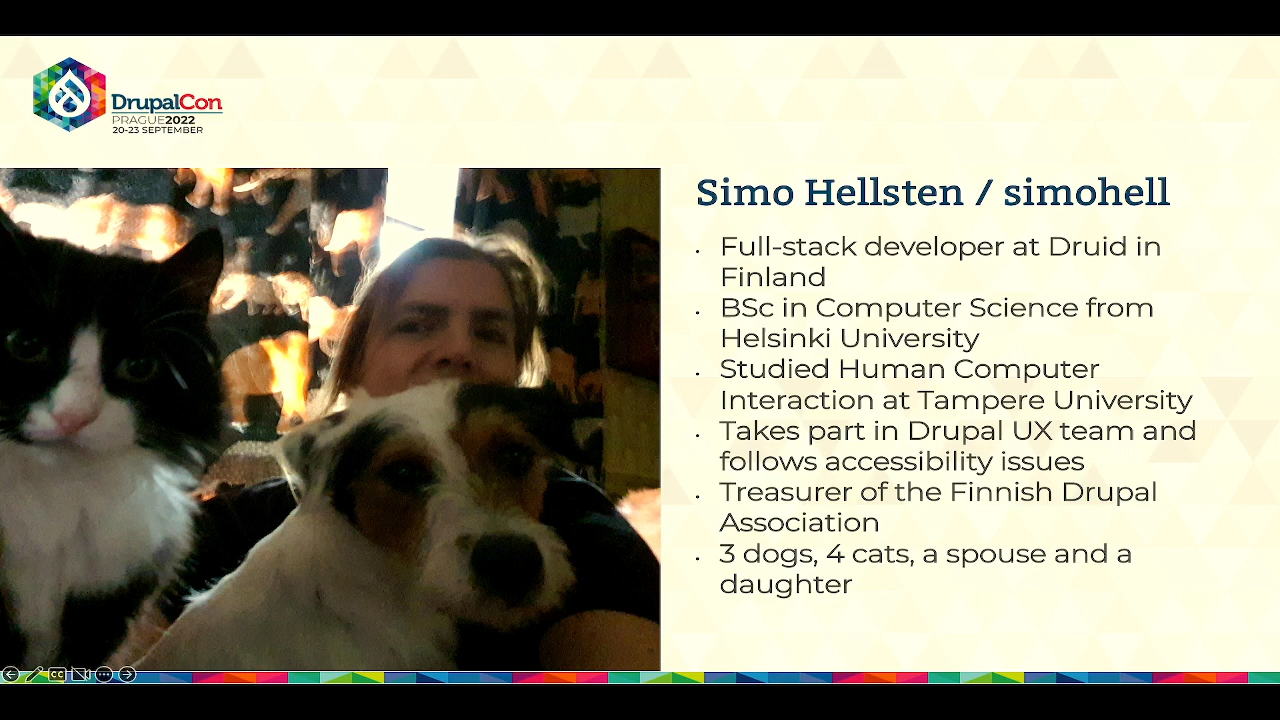 DrupalCon
PRAGUE2022
20-23 SEPTEMBER
Simo Hellsten / simohell
• Full-stack developer at Druid in
Finland
• BSc in Computer Science from
Helsinki University
• Studied Human Computer
Interaction at Tampere University
• Takes part in Drupal UX team and
follows accessibility issues
• Treasurer of the Finnish Drupal
Association
• 3 dogs, 4 cats, a spouse and a
daughter
CC